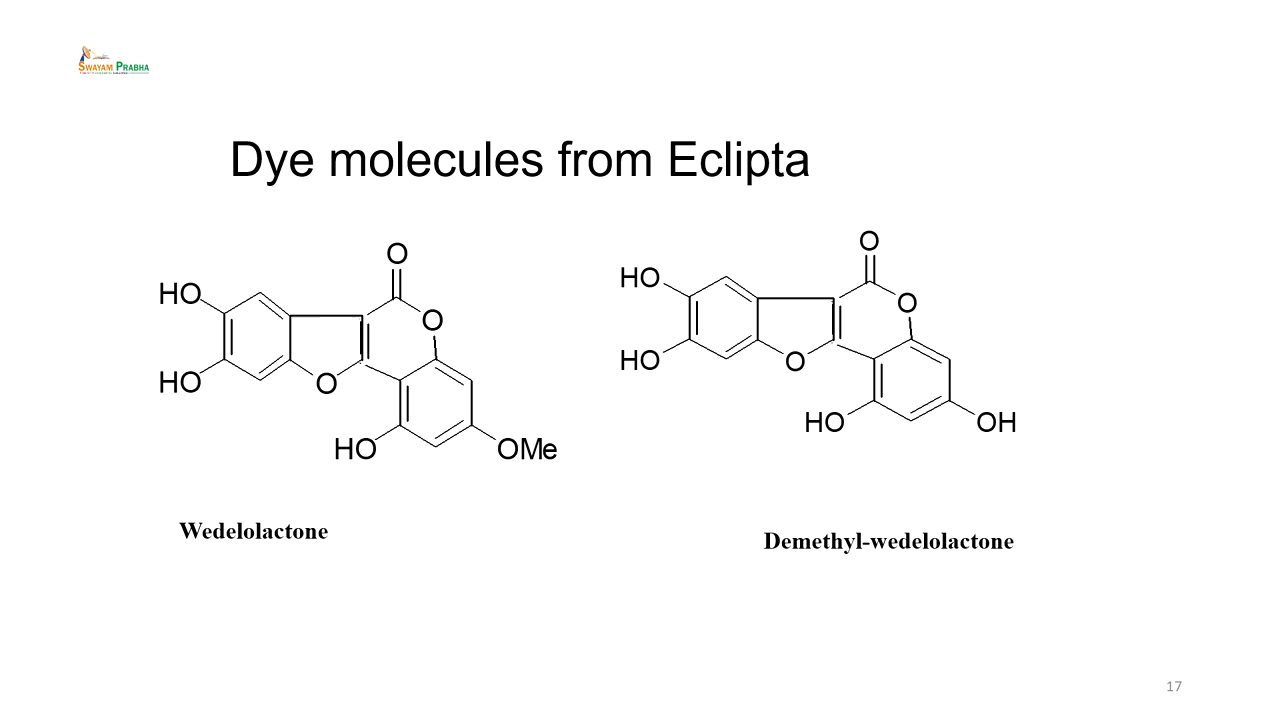 SWAYAM PRABHA
Dye molecules from Eclipta
O
HO
O
HO
O
HO
OMe
O
HO
O
HO
O
HO
OH
Wedelolactone
Demethyl-wedelolactone
17